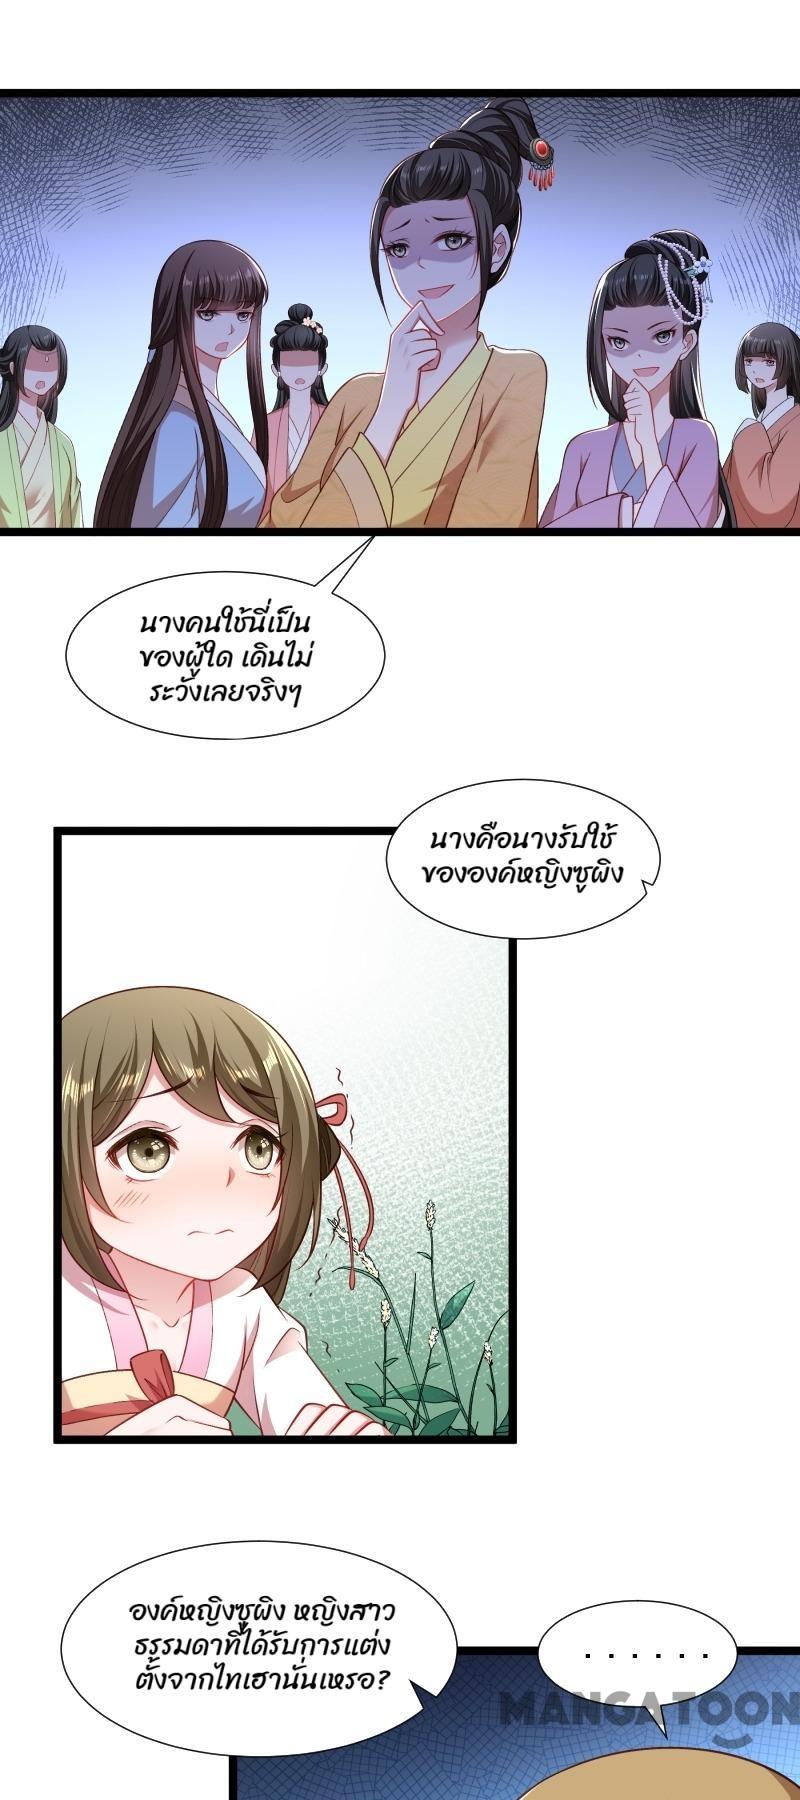 นางคนใช้นี่เป็น
ของผู้ใด เดินไม่
ระวังเลยจริงๆ
นางคือนางรับใช้
ขององค์หญิงซูผิง
องค์หญิงซูผิง หญิงสาว
ธรรมดาที่ได้รับการแต่ง
ตั้งจากไทเฮานั่นเหรอ?
. . . . . .
MANGATOON